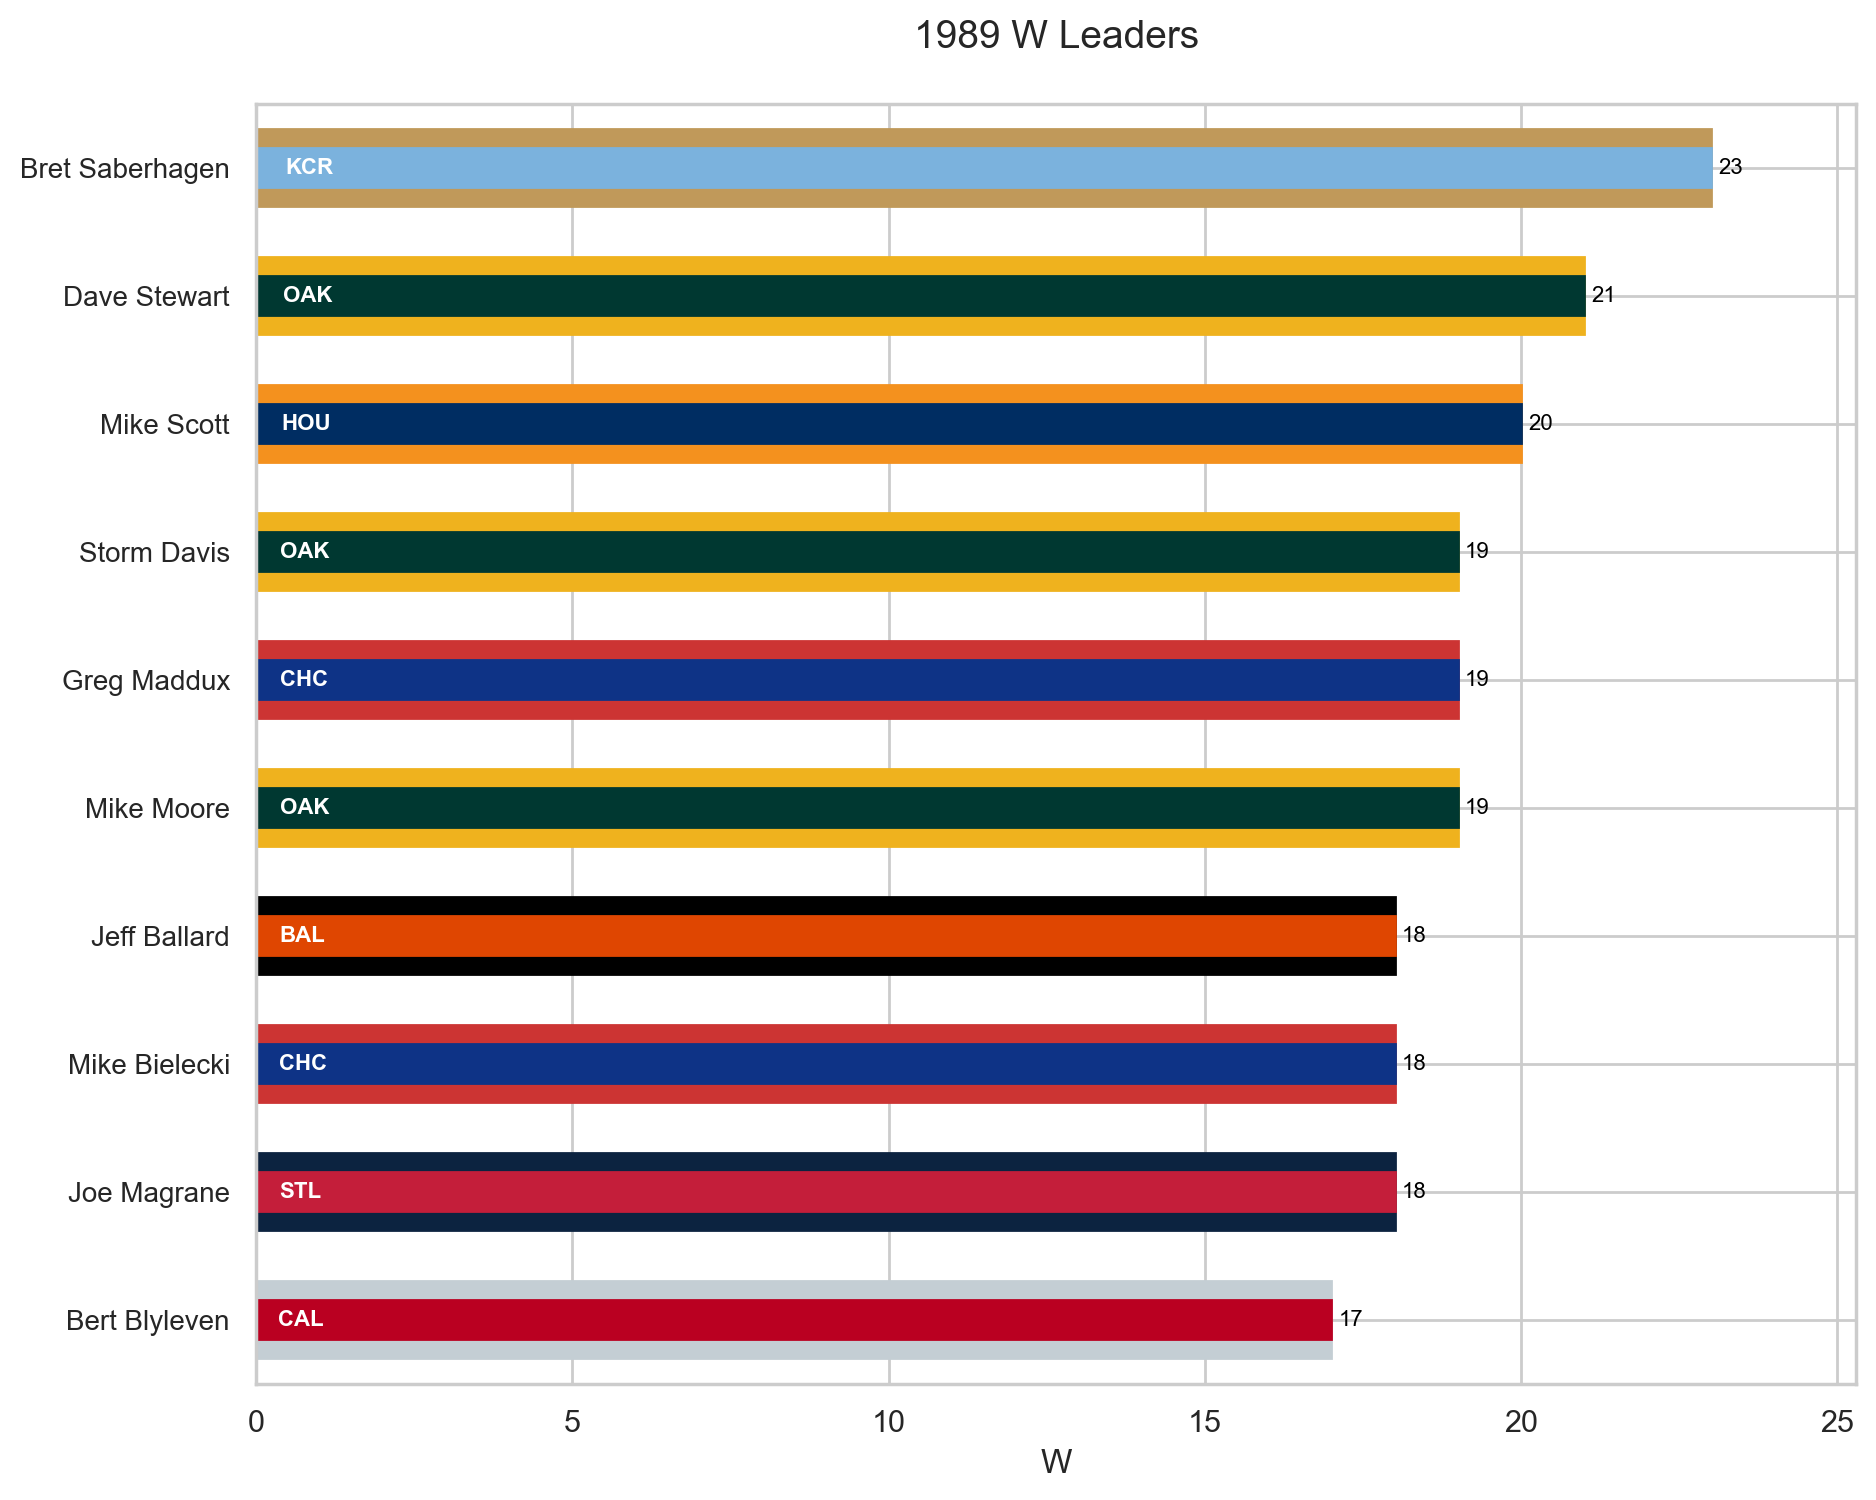 1989 W Leaders
Bret Saberhagen KCR 23
Dave Stewart OAK 21
Mike Scott HOU 20
Storm Davis OAK 19
Greg Maddux CHC 19
Mike Moore OAK 19
Jeff Ballard BAL 18
Mike Bielecki CHC 18
Joe Magrane STL 18
Bert Blyleven CAL 17
0 5 10 15 20 25
W